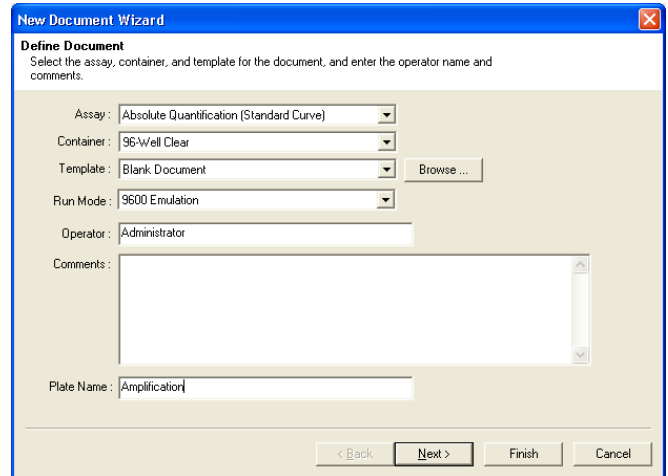 New Document Wizard
Define Document
Select the assay, container, and template for the document, and enter the operator name and
comments.
Assay : Absolute Quantification (Standard Curve)
Container : 96-Well Clear
Template : Blank Document Browse ...
Run Mode : 9600 Emulation
Operator : Administrator
Comments :
Plate Name : Amplification
< Back Next > Finish Cancel